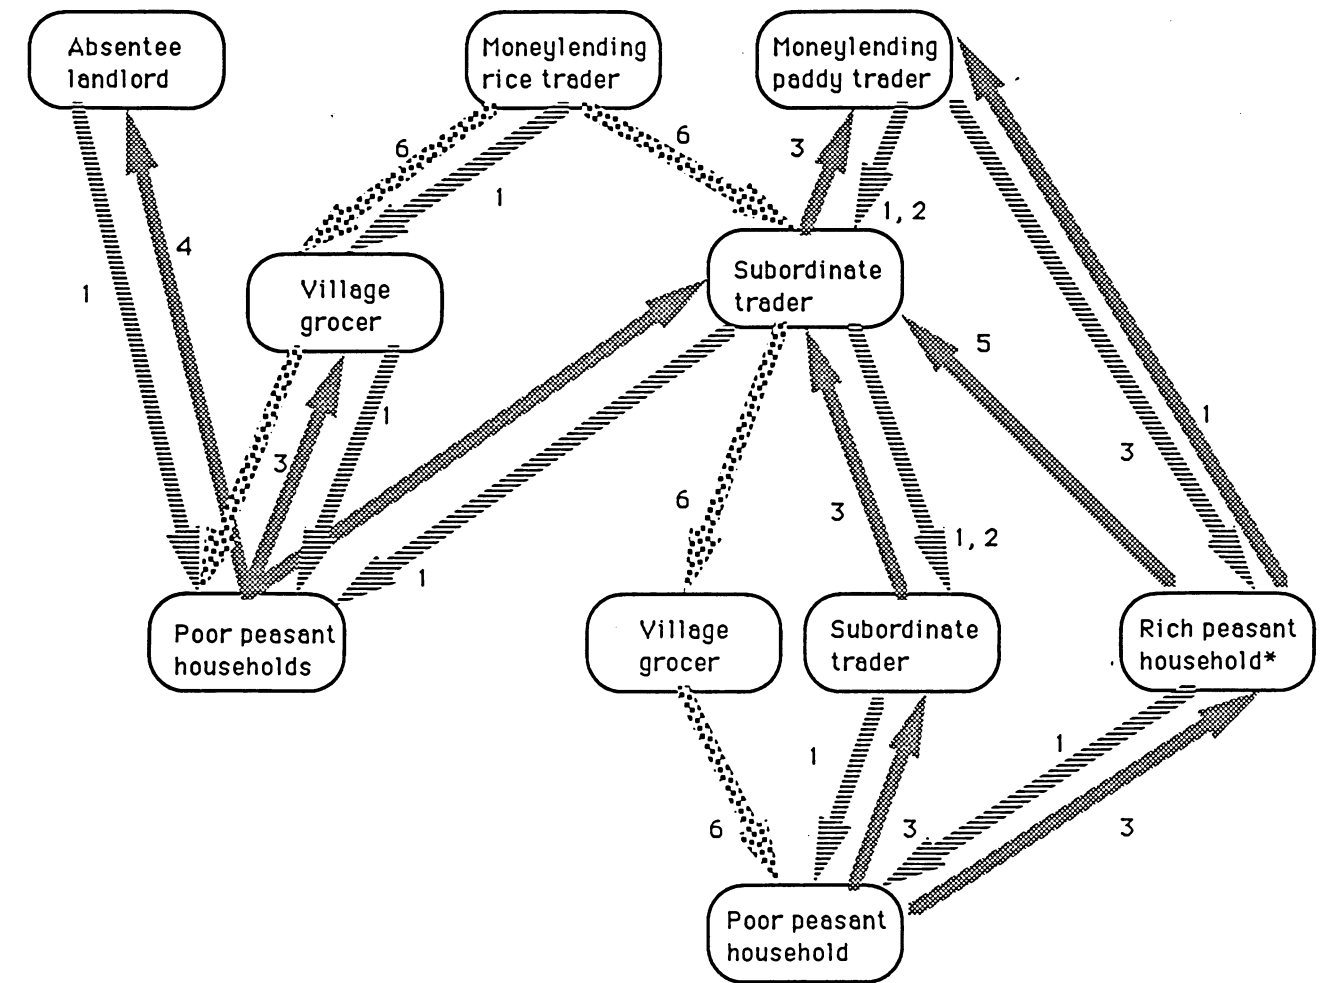 Absentee
landlord
Moneylending
rice trader
Moneylending
paddy trader
6
1
6
3
1, 2
4
1
Village
grocer
Subordinate
trader
5
1
3
1
3
6
3
1, 2
1
1
Poor peasant
households
Village
grocer
Subordinate
trader
Rich peasant
household*
1
1
6
3
3
Poor peasant
household